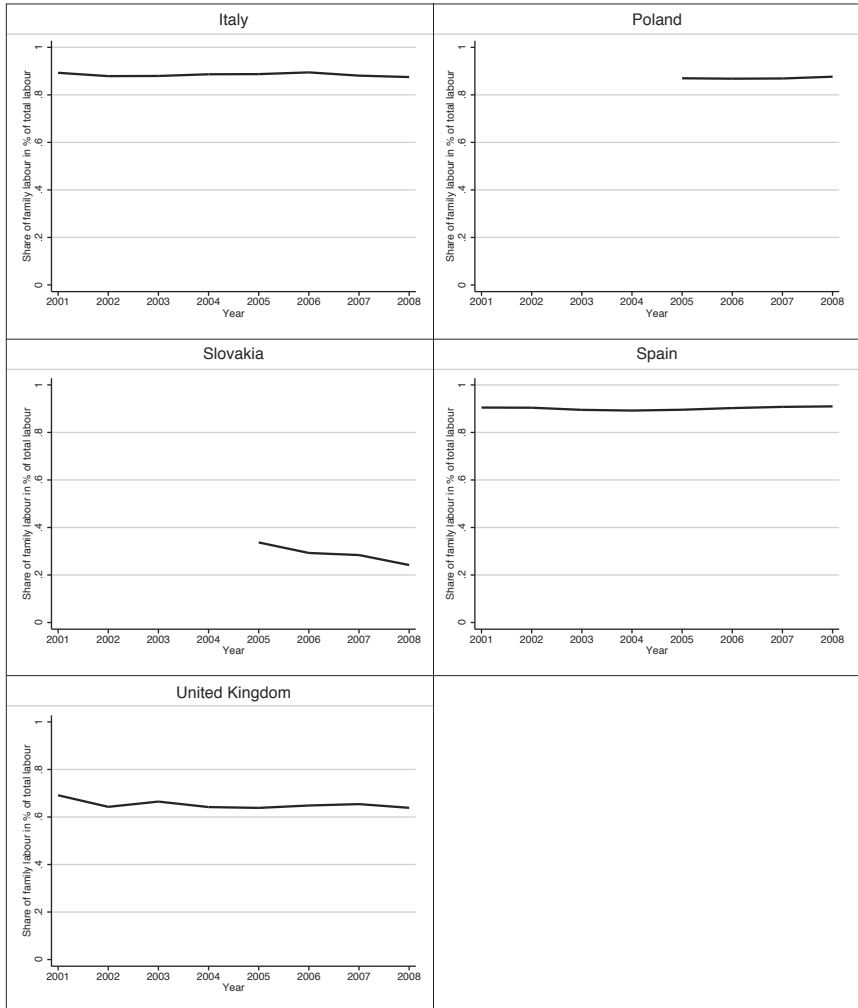 Italy
Share of family labour in % of total labour
1
.8
.6
.4
.2
0
2001 2002 2003 2004 2005 2006 2007 2008
Year
Poland
Share of family labour in % of total labour
1
.8
.6
.4
.2
0
2001 2002 2003 2004 2005 2006 2007 2008
Year
Slovakia
Share of family labour in % of total labour
1
.8
.6
.4
.2
0
2001 2002 2003 2004 2005 2006 2007 2008
Year
Spain
Share of family labour in % of total labour
1
.8
.6
.4
.2
0
2001 2002 2003 2004 2005 2006 2007 2008
Year
United Kingdom
Share of family labour in % of total labour
1
.8
.6
.4
.2
0
2001 2002 2003 2004 2005 2006 2007 2008
Year